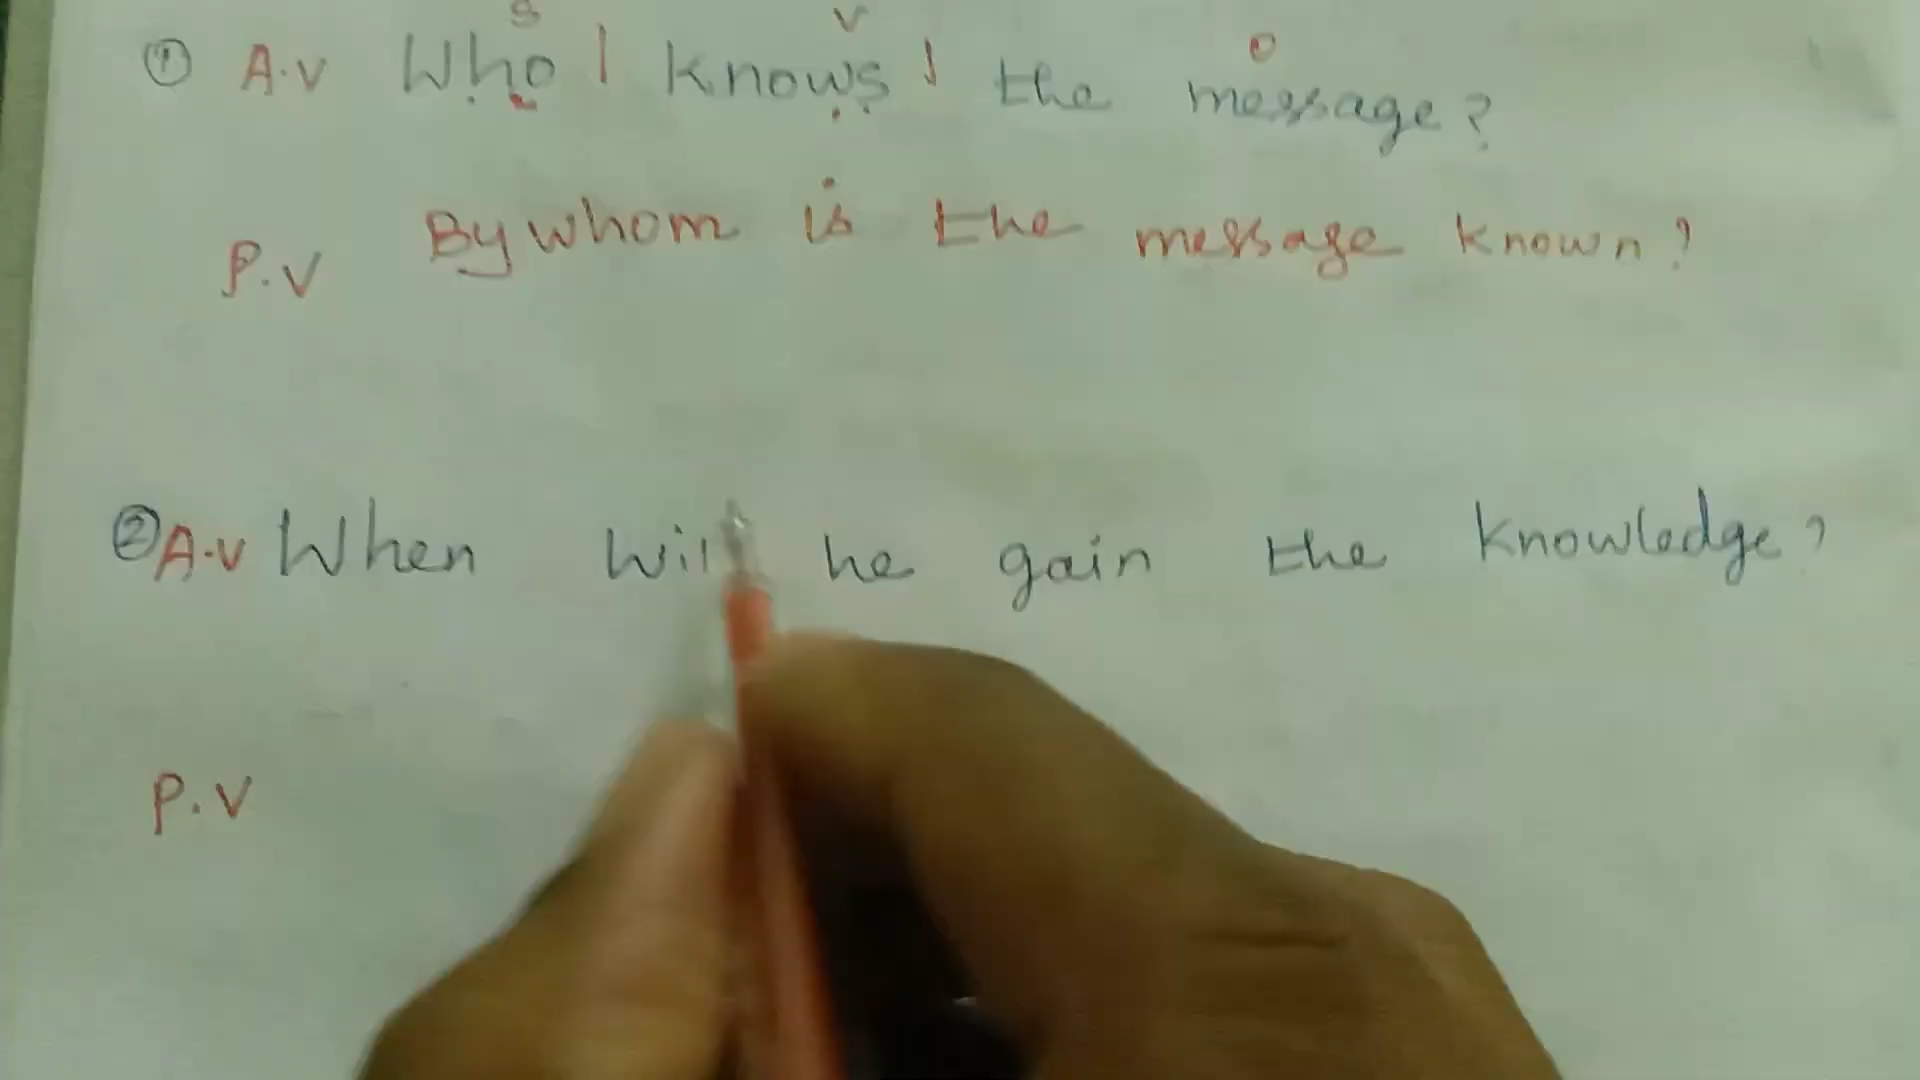 S V O
① A.V Who | knows | the message?
P.V By whom is the message known?
② A.V When will he gain the knowledge?
P.V